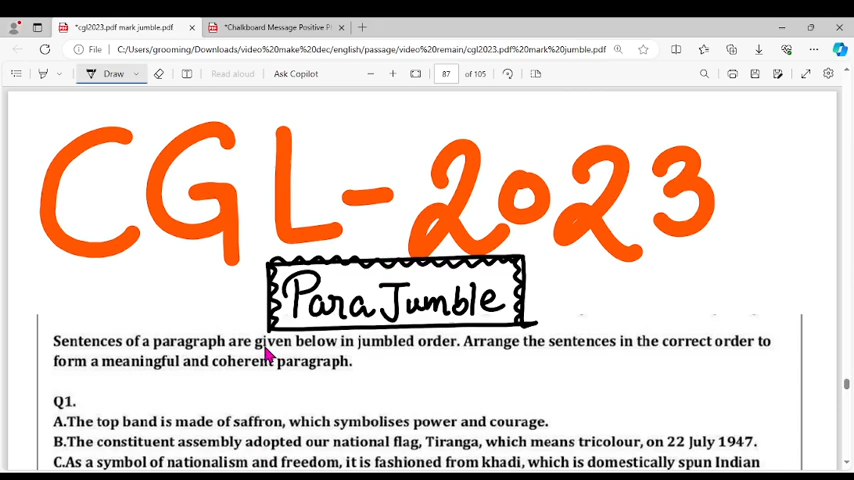 *cgl2023.pdf mark jumble.pdf
*Chalkboard Message Positive P
File
C:/Users/grooming/Downloads/video%20make%20dec/english/passage/video%20remain/cgl2023.pdf%20mark%20jumble.pdf
Draw
Read aloud
Ask Copilot
87
of 105
CGL-2023
Para Jumble
Sentences of a paragraph are given below in jumbled order. Arrange the sentences in the correct order to
form a meaningful and coherent paragraph.
Q1.
A.The top band is made of saffron, which symbolises power and courage.
B.The constituent assembly adopted our national flag, Tiranga, which means tricolour, on 22 July 1947.
C.As a symbol of nationalism and freedom, it is fashioned from khadi, which is domestically spun Indian